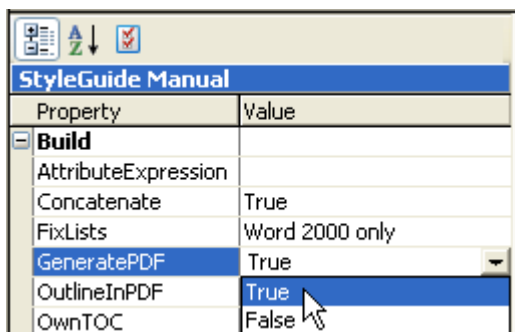 A Z
StyleGuide Manual
Property Value
Build
AttributeExpression
Concatenate True
FixLists Word 2000 only
GeneratePDF True
OutlineInPDF True
OwnTOC False